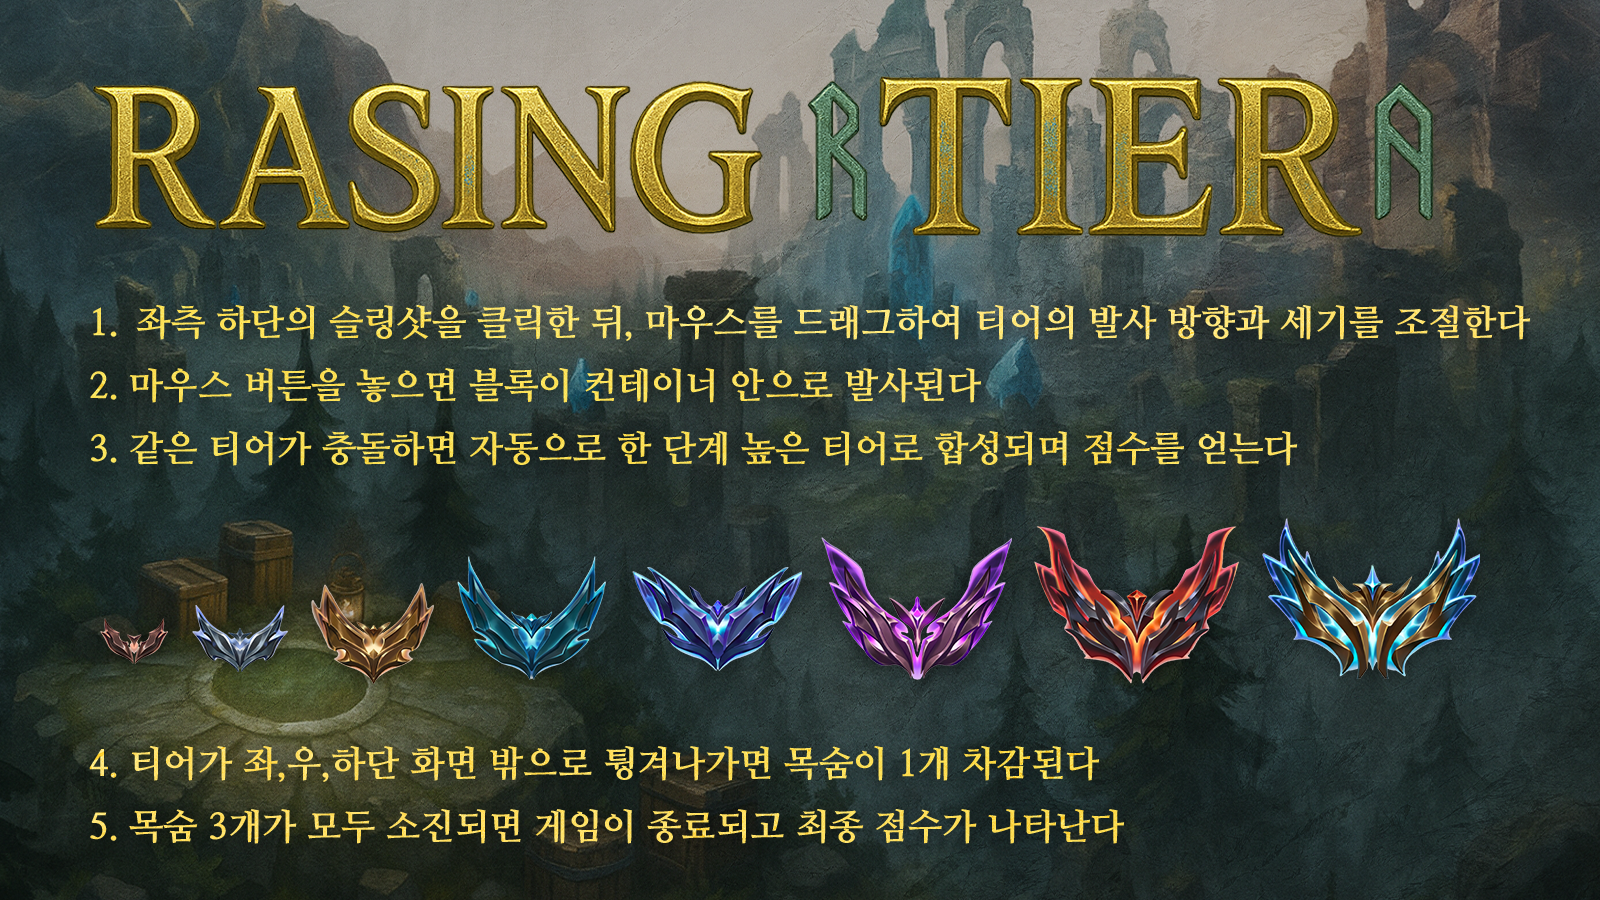 RASING ᚱ TIER ᚤ
1. 좌측 하단의 슬링샷을 클릭한 뒤, 마우스를 드래그하여 티어의 발사 방향과 세기를 조절한다
2. 마우스 버튼을 놓으면 블록이 컨테이너 안으로 발사된다
3. 같은 티어가 충돌하면 자동으로 한 단계 높은 티어로 합성되며 점수를 얻는다
4. 티어가 좌,우,하단 화면 밖으로 튕겨나가면 목숨이 1개 차감된다
5. 목숨 3개가 모두 소진되면 게임이 종료되고 최종 점수가 나타난다